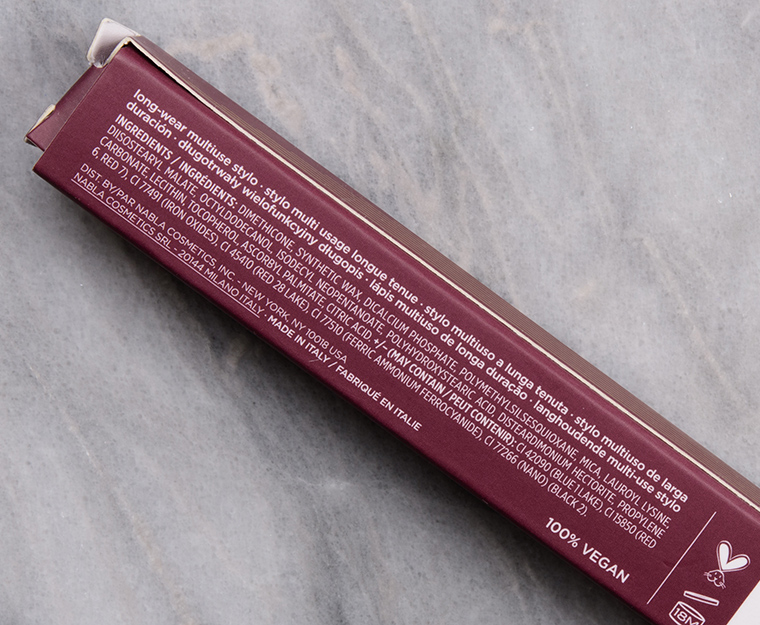 long-wear multiuse stylo · stylo multi usage longue tenue · stylo multiuso a lunga tenuta · stylo multiuso de larga
duración · długotrwały wielofunkcyjny długopis · lápis multiuso de longa duração · langhoudende multi-use stylo
INGREDIENTS / INGRÉDIENTS: DIMETHICONE, SYNTHETIC WAX, DICALCIUM PHOSPHATE, POLYMETHYLSILSESQUIOXANE, MICA, LAUROYL LYSINE,
DIISOSTEARYL MALATE, OCTYLDODECANOL, ISODECYL NEOPENTANOATE, POLYHYDROXYSTEARIC ACID, DISTEARDIMONIUM HECTORITE, PROPYLENE
CARBONATE, LECITHIN, TOCOPHEROL, ASCORBYL PALMITATE, CITRIC ACID. +/- (MAY CONTAIN / PEUT CONTENIR): CI 42090 (BLUE 1 LAKE), CI 15850 (RED
6, RED 7), CI 77491 (IRON OXIDES), CI 45410 (RED 28 LAKE), CI 77510 (FERRIC AMMONIUM FERROCYANIDE), CI 77266 (NANO) (BLACK 2).
DIST BY/PAR NABLA COSMETICS, INC. - NEW YORK, NY 10018 USA
NABLA COSMETICS SRL - 20144 MILANO ITALY · MADE IN ITALY / FABRIQUÉ EN ITALIE
100% VEGAN
18M